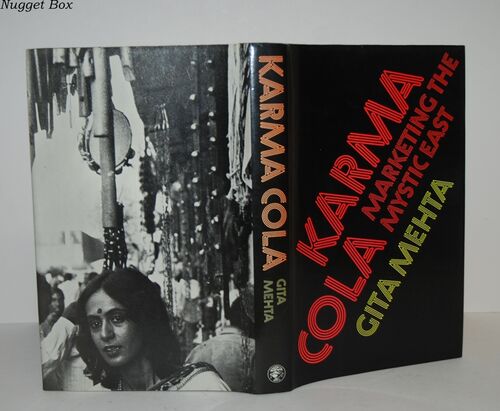 Nugget Box
KARMA COLA
GITA
MEHTA
KARMA
COLA
MARKETING THE
MYSTIC EAST
GITA MEHTA